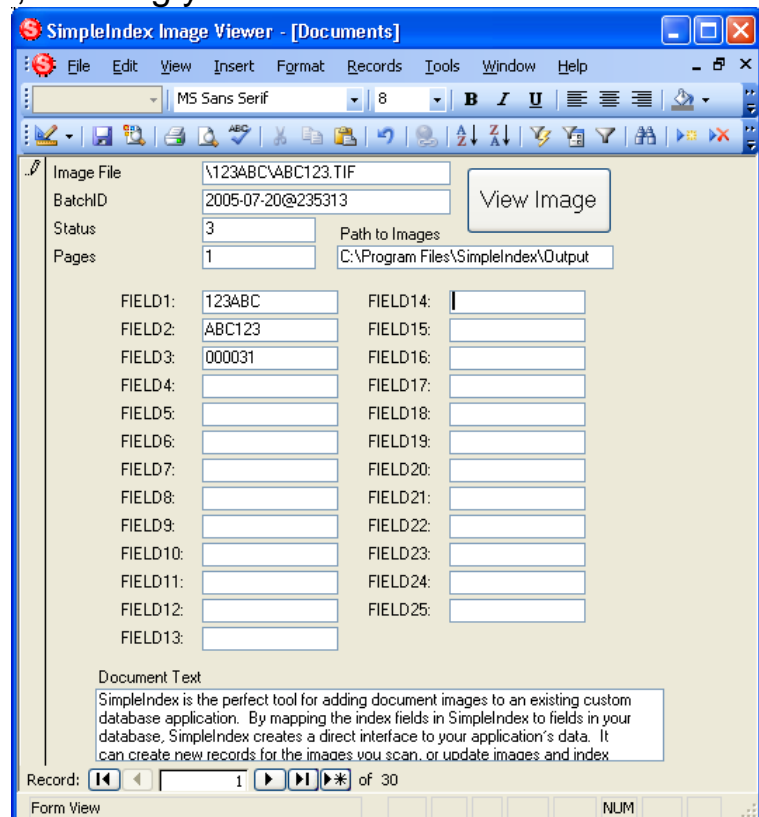 SimpleIndex Image Viewer - [Documents]
File Edit View Insert Format Records Tools Window Help
MS Sans Serif 8 B I U
Image File \123ABC\ABC123.TIF
View Image
BatchID 2005-07-20@235313
Status 3
Path to Images
Pages 1 C:\Program Files\SimpleIndex\Output
FIELD1: 123ABC FIELD14:
FIELD2: ABC123 FIELD15:
FIELD3: 000031 FIELD16:
FIELD4: FIELD17:
FIELD5: FIELD18:
FIELD6: FIELD19:
FIELD7: FIELD20:
FIELD8: FIELD21:
FIELD9: FIELD22:
FIELD10: FIELD23:
FIELD11: FIELD24:
FIELD12: FIELD25:
FIELD13:
Document Text
SimpleIndex is the perfect tool for adding document images to an existing custom
database application. By mapping the index fields in SimpleIndex to fields in your
database, SimpleIndex creates a direct interface to your application's data. It
can create new records for the images you scan, or update images and index
Record: 1 of 30
Form View NUM